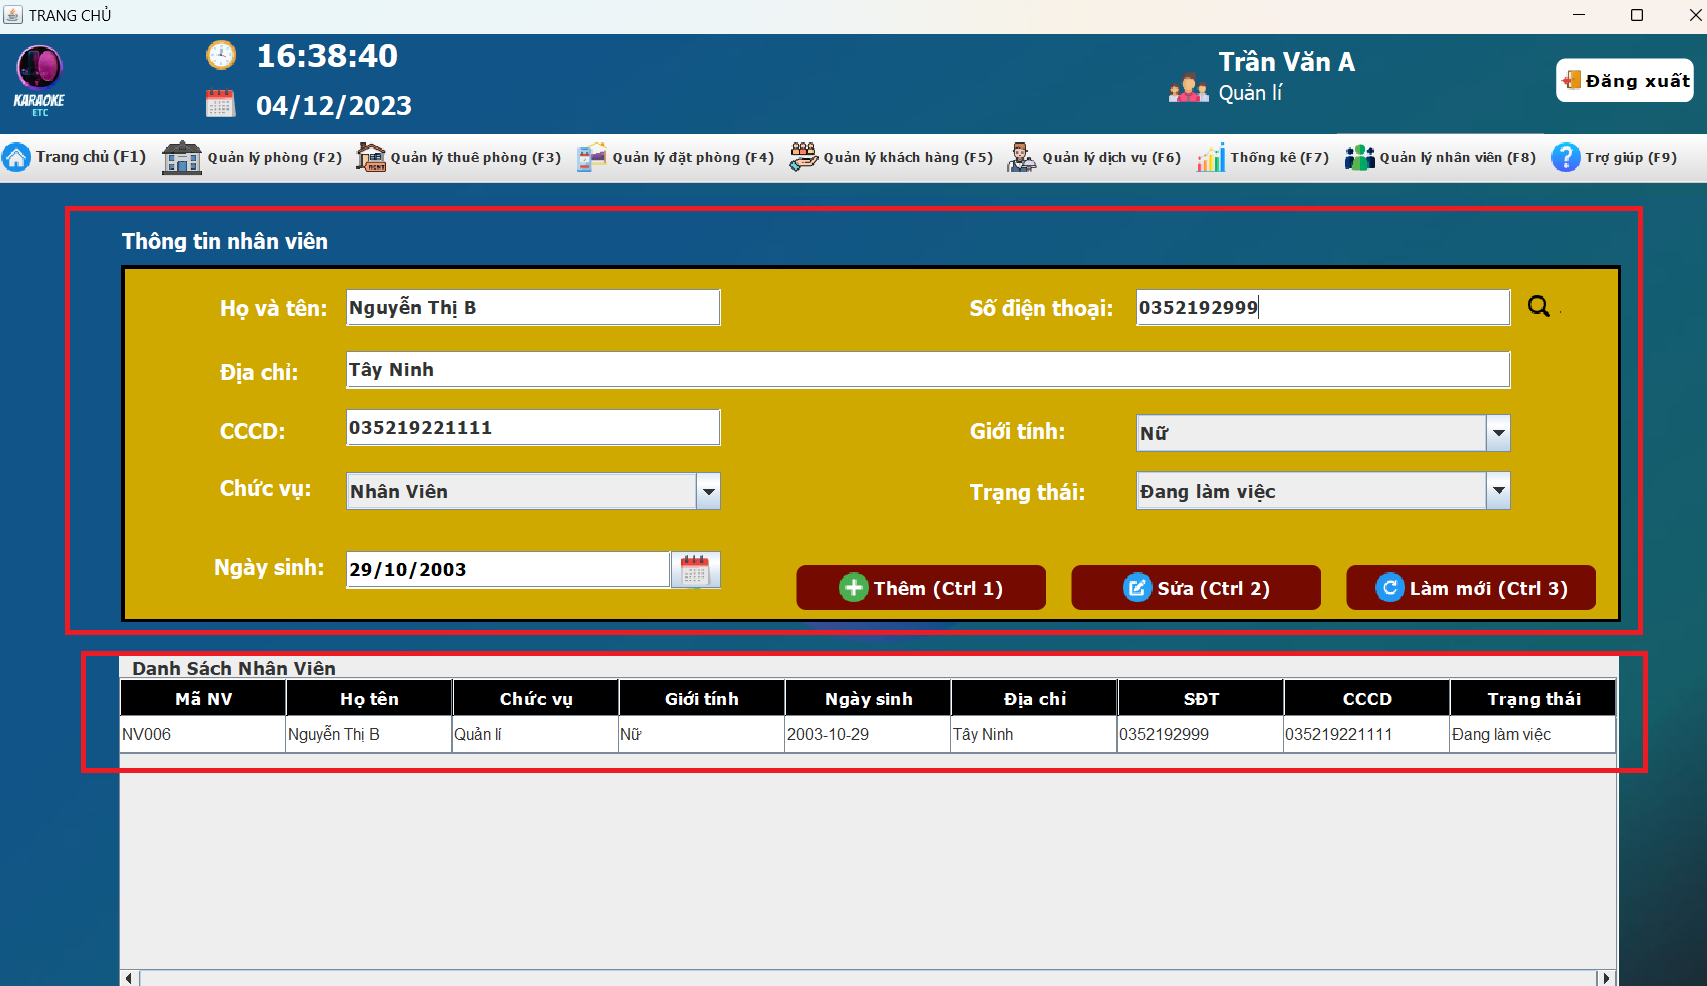 TRANG CHỦ
KARAOKE
ETC
16:38:40
04/12/2023
Trần Văn A
Quản lí
Đăng xuất
Trang chủ (F1) Quản lý phòng (F2) Quản lý thuê phòng (F3) Quản lý đặt phòng (F4) Quản lý khách hàng (F5) Quản lý dịch vụ (F6) Thống kê (F7) Quản lý nhân viên (F8) Trợ giúp (F9)
Thông tin nhân viên
Họ và tên: Nguyễn Thị B Số điện thoại: 0352192999
Địa chỉ: Tây Ninh
CCCD: 035219221111 Giới tính: Nữ
Chức vụ: Nhân Viên Trạng thái: Đang làm việc
Ngày sinh: 29/10/2003 Thêm (Ctrl 1) Sửa (Ctrl 2) Làm mới (Ctrl 3)
Danh Sách Nhân Viên
Mã NV Họ tên Chức vụ Giới tính Ngày sinh Địa chỉ SĐT CCCD Trạng thái
NV006 Nguyễn Thị B Quản lí Nữ 2003-10-29 Tây Ninh 0352192999 035219221111 Đang làm việc